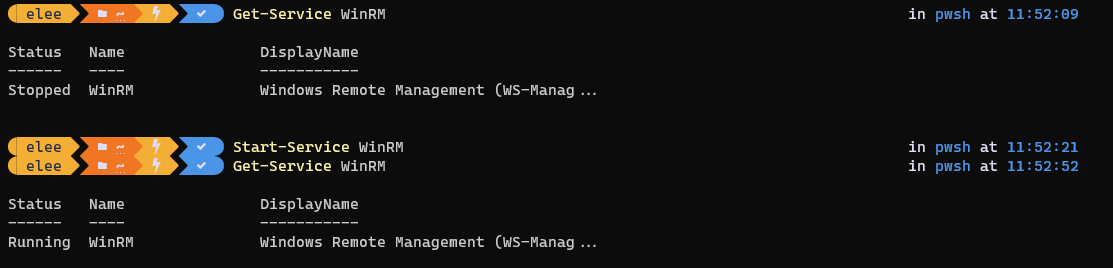 elee ~ Get-Service WinRM in pwsh at 11:52:09
Status Name DisplayName
------ ---- -----------
Stopped WinRM Windows Remote Management (WS-Manag...
elee ~ Start-Service WinRM in pwsh at 11:52:21
elee ~ Get-Service WinRM in pwsh at 11:52:52
Status Name DisplayName
------ ---- -----------
Running WinRM Windows Remote Management (WS-Manag...